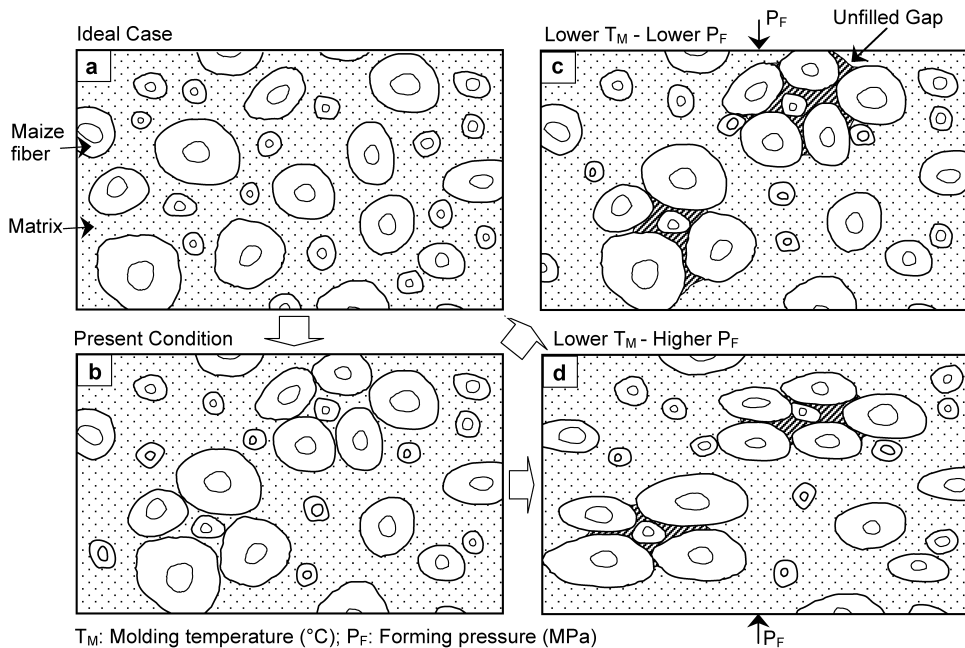 Ideal Case
a
Maize
fiber
Matrix
Lower TM - Lower PF
PF
Unfilled Gap
c
Present Condition
b
Lower TM - Higher PF
d
PF
TM: Molding temperature (°C); PF: Forming pressure (MPa)